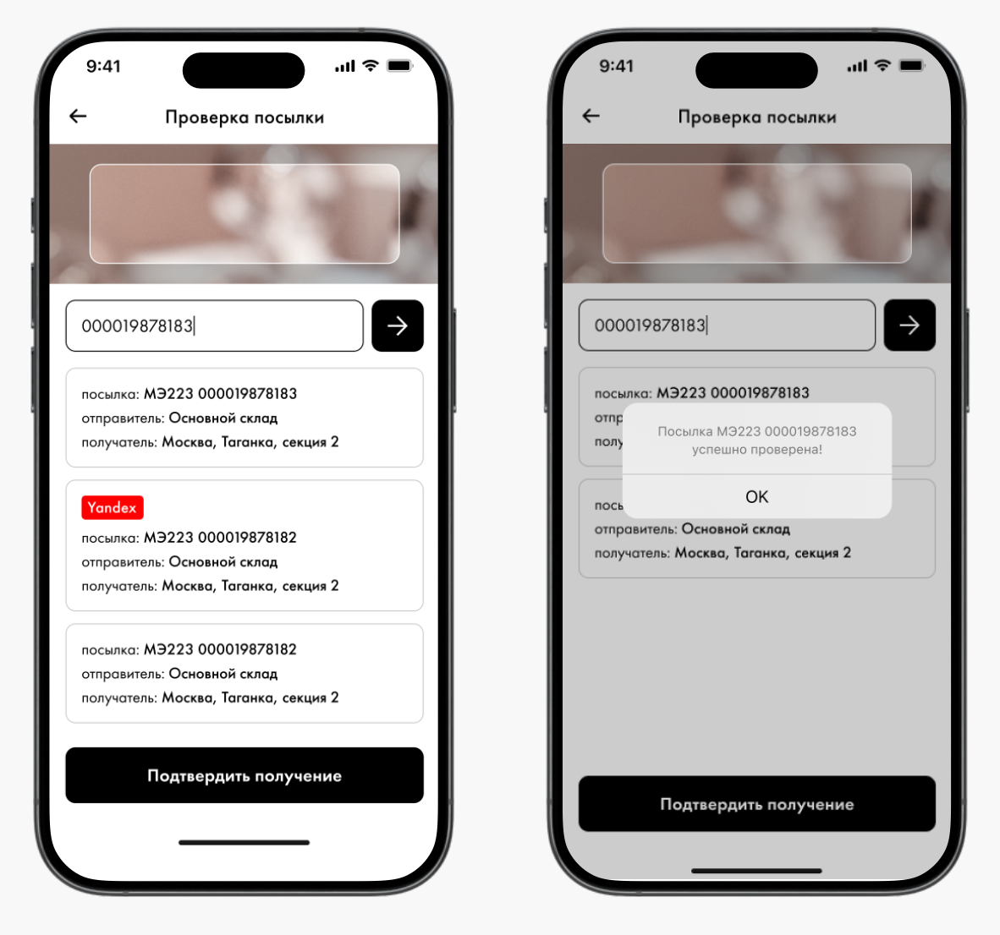 9:41
Проверка посылки
000019878183
посылка: МЭ223 000019878183
отправитель: Основной склад
получатель: Москва, Таганка, секция 2
Yandex
посылка: МЭ223 000019878182
отправитель: Основной склад
получатель: Москва, Таганка, секция 2
посылка: МЭ223 000019878182
отправитель: Основной склад
получатель: Москва, Таганка, секция 2
Подтвердить получение
9:41
Проверка посылки
000019878183
посылка: МЭ223 000019878183
отпр
полу
Посылка МЭ223 000019878183
успешно проверена!
OK
посы
отправитель: Основной склад
получатель: Москва, Таганка, секция 2
Подтвердить получение